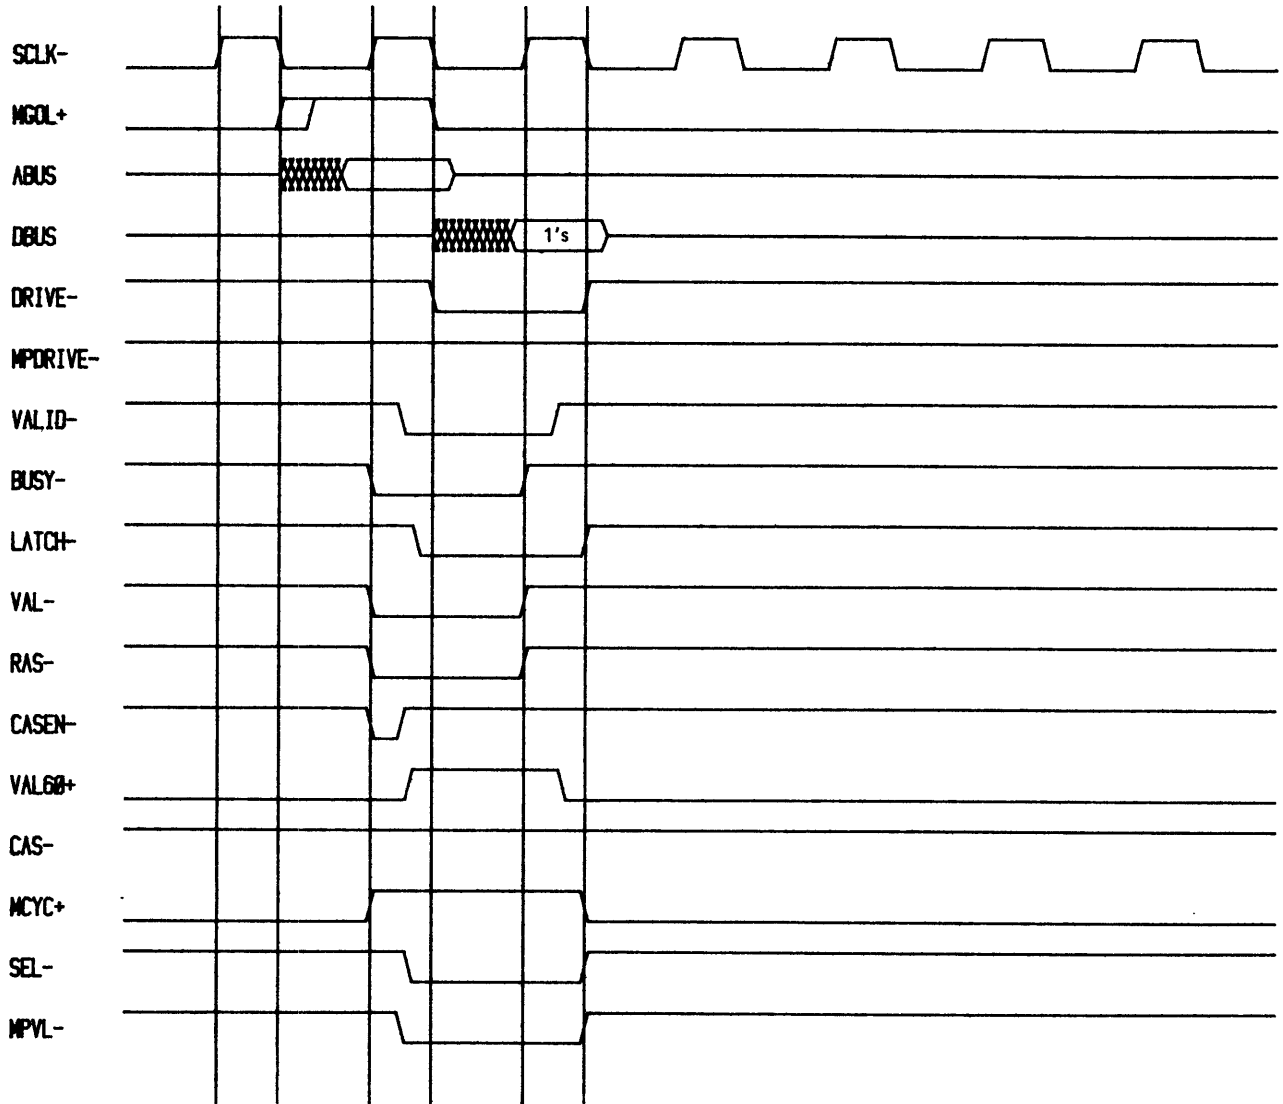 SCLK-
MGOL+
ABUS
DBUS
1's
DRIVE-
MPDRIVE-
VALID-
BUSY-
LATCH-
VAL-
RAS-
CASEN-
VAL60+
CAS-
MCYC+
SEL-
MPVL-